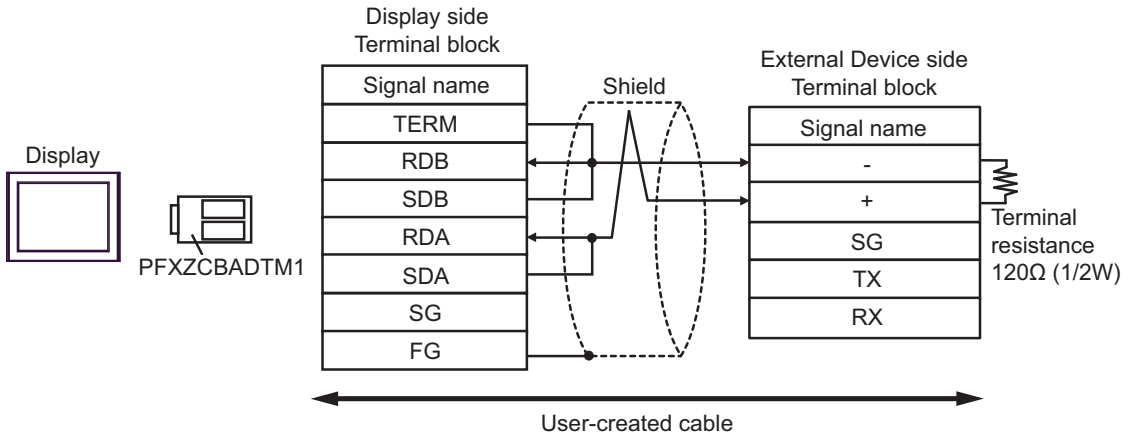 Display side
Terminal block
External Device side
Terminal block
Signal name
Shield
TERM
Signal name
Display
RDB
-
SDB
+
RDA
SG
Terminal
resistance
120Ω (1/2W)
PFXZCBADTM1
SDA
TX
SG
RX
FG
User-created cable